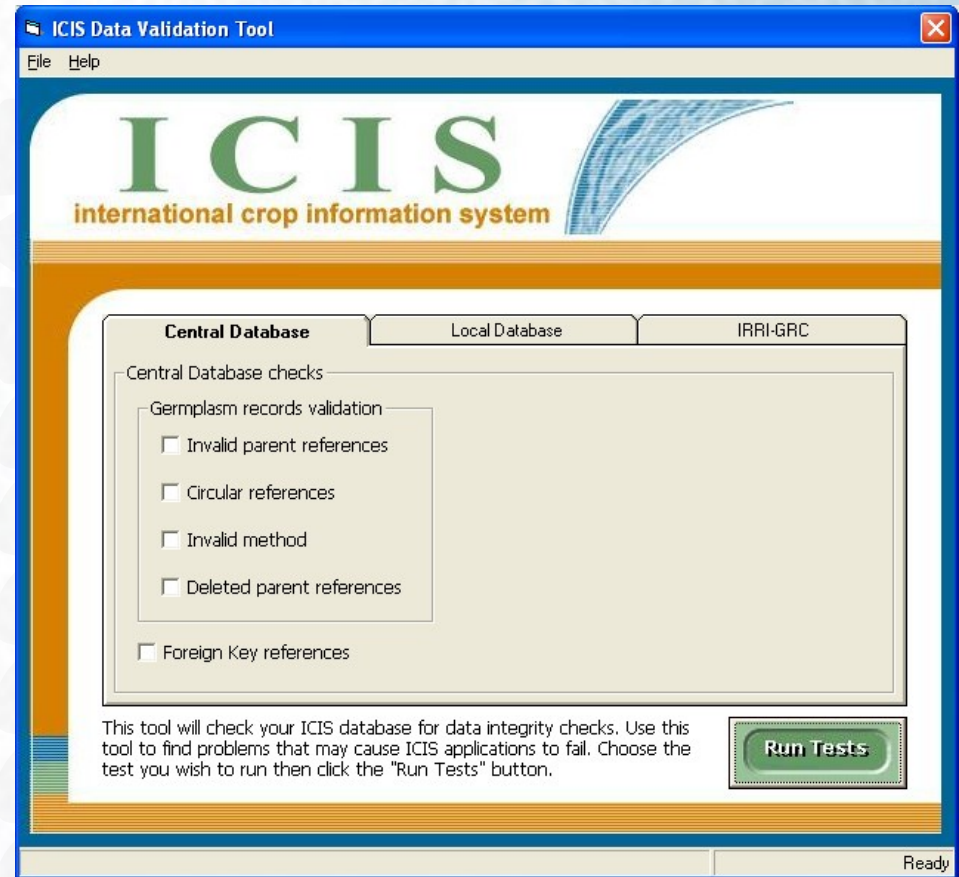 ICIS Data Validation Tool
File Help
ICIS
international crop information system
Central Database Local Database IRRI-GRC
Central Database checks
Germplasm records validation
Invalid parent references
Circular references
Invalid method
Deleted parent references
Foreign Key references
This tool will check your ICIS database for data integrity checks. Use this
tool to find problems that may cause ICIS applications to fail. Choose the
test you wish to run then click the "Run Tests" button.
Run Tests
Ready